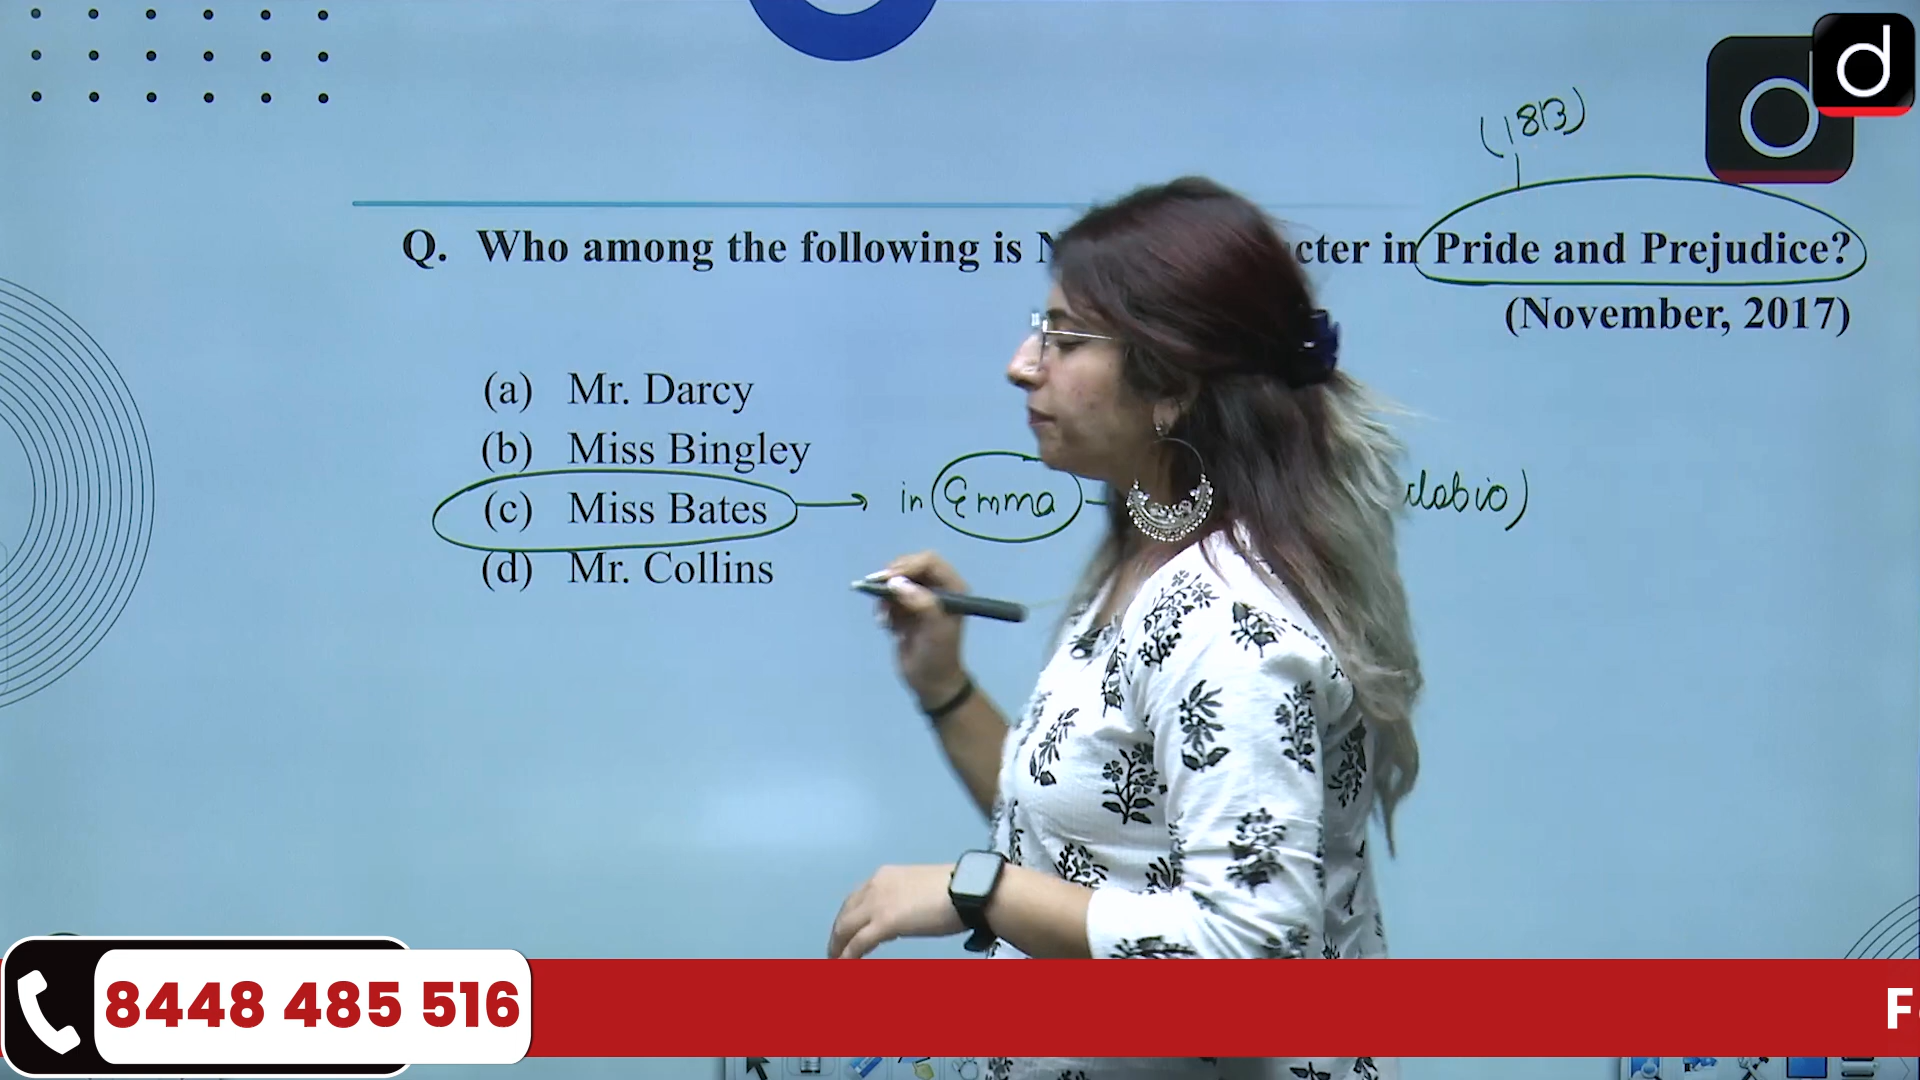 d
(1813)
Q. Who among the following is cter in Pride and Prejudice?
(November, 2017)
(a) Mr. Darcy
(b) Miss Bingley
(c) Miss Bates → in Emma
(d) Mr. Collins
8448 485 516